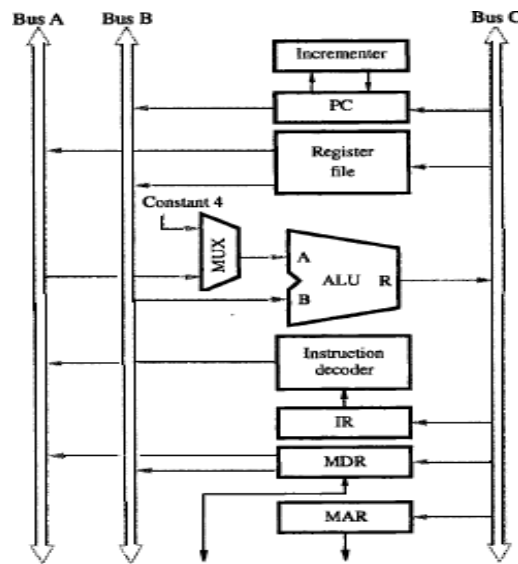 Bus A Bus B Bus C
Incrementer
PC
Register
file
Constant 4
MUX
A
ALU R
B
Instruction
decoder
IR
MDR
MAR